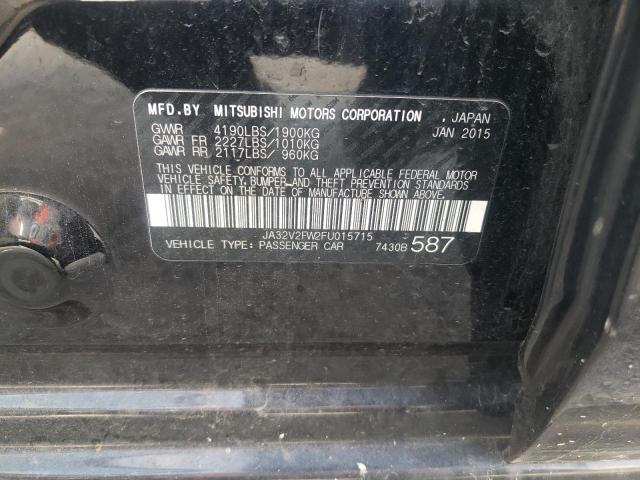 MFD.BY MITSUBISHI MOTORS CORPORATION , JAPAN
GVWR 4190LBS/1900KG JAN 2015
GAWR FR 2227LBS/1010KG
GAWR RR 2117LBS/ 960KG
THIS VEHICLE CONFORMS TO ALL APPLICABLE FEDERAL MOTOR
VEHICLE SAFETY, BUMPER, AND THEFT PREVENTION STANDARDS
IN EFFECT ON THE DATE OF MANUFACTURE SHOWN ABOVE.
JA32V2FW2FU015715
VEHICLE TYPE: PASSENGER CAR 7430B 587